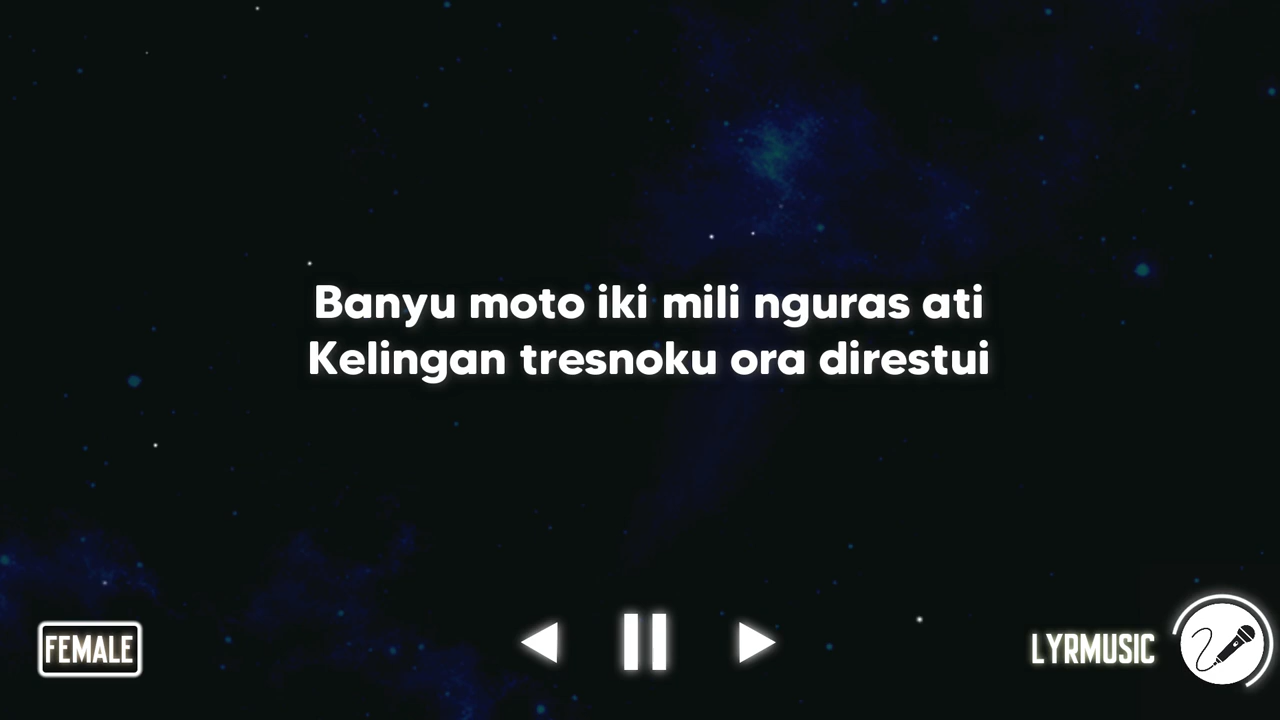 Banyu moto iki mili nguras ati
Kelingan tresnoku ora direstui
FEMALE
LYRMUSIC